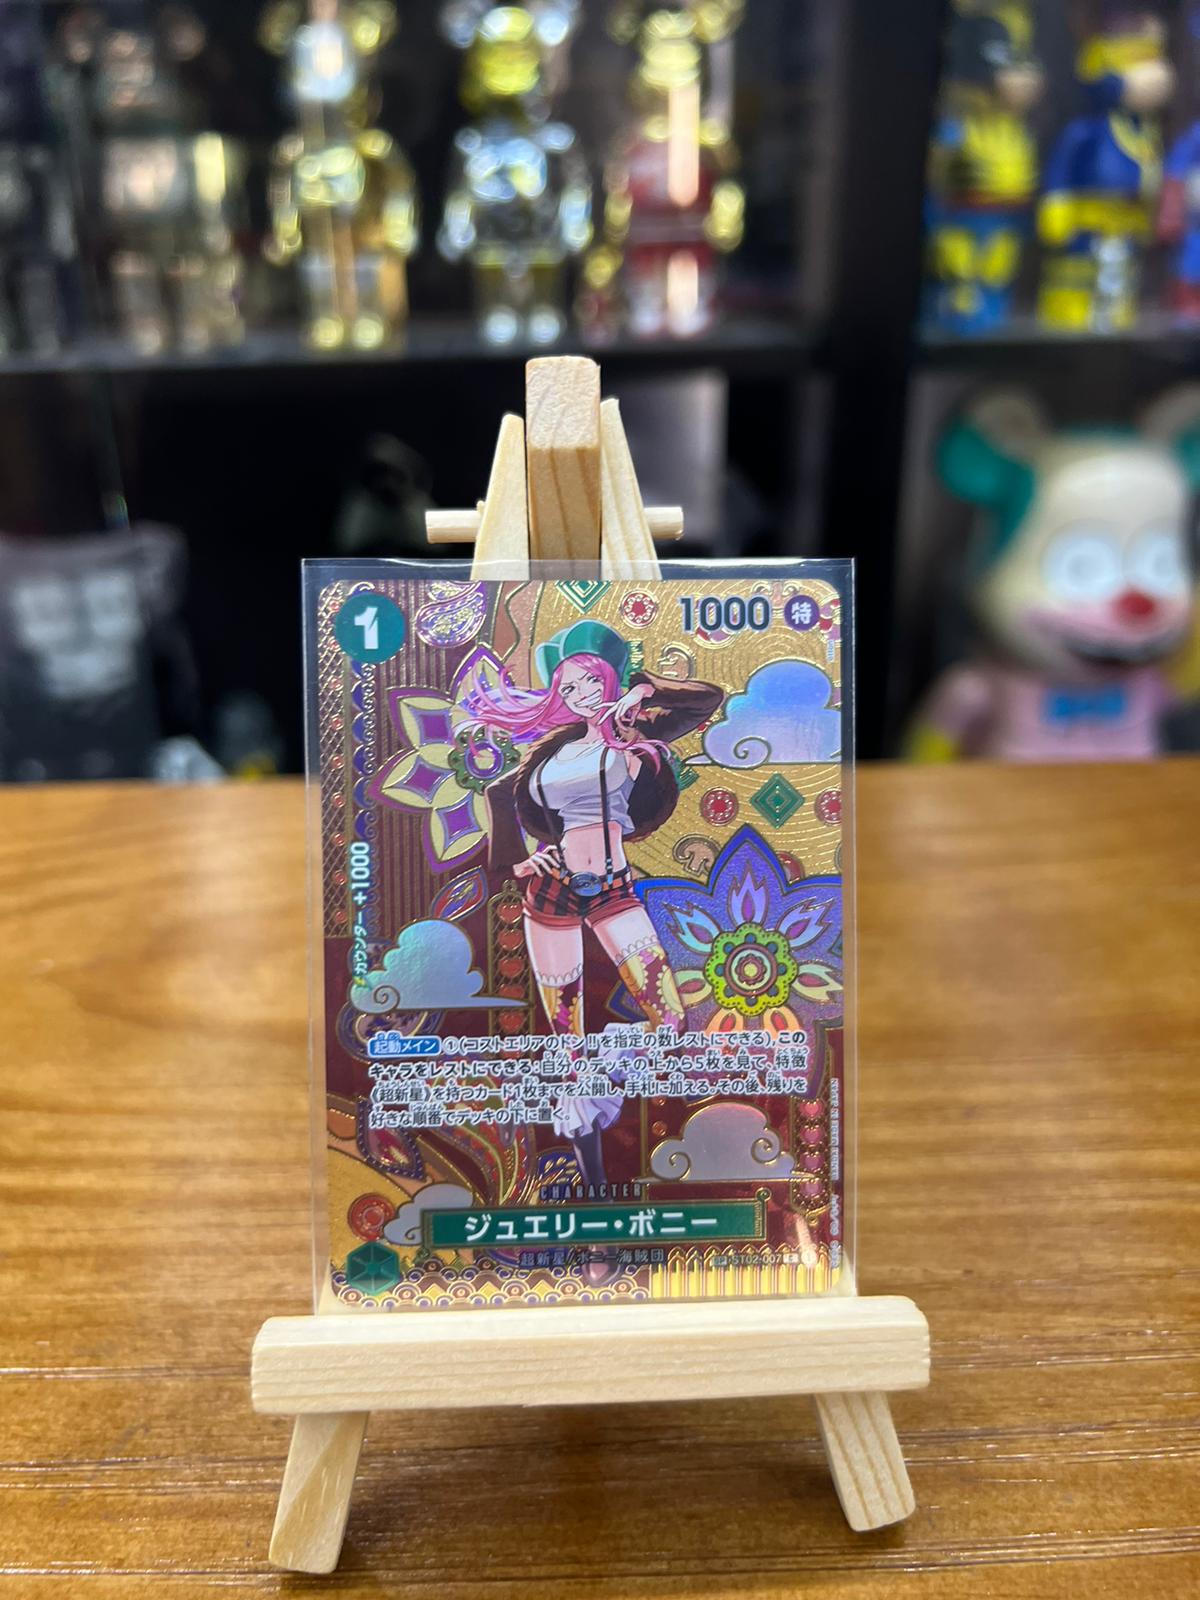 1
1000 特
カウンター +1000
起動メイン ①(コストエリアのドン!!を指定の数レストにできる),この
キャラをレストにできる:自分のデッキの上から5枚を見て、特徴
《超新星》を持つカード1枚までを公開し、手札に加える。その後、残りを
好きな順番でデッキの下に置く。
CHARACTER
ジュエリー・ボニー
超新星/ボニー海賊団
SP ST02-007 C